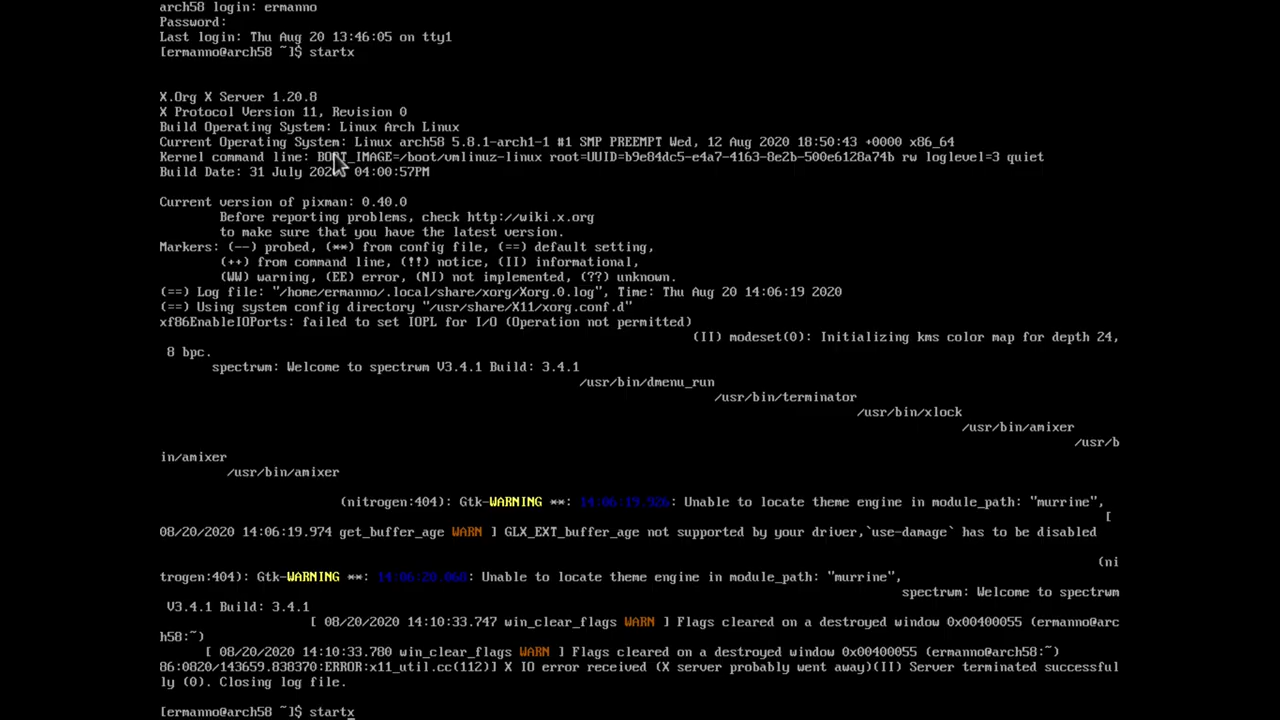 arch58 login: ermanno
Password:
Last login: Thu Aug 20 13:46:05 on tty1
[ermanno@arch58 ~]$ startx
X.Org X Server 1.20.8
X Protocol Version 11, Revision 0
Build Operating System: Linux Arch Linux
Current Operating System: Linux arch58 5.8.1-arch1-1 #1 SMP PREEMPT Wed, 12 Aug 2020 18:50:43 +0000 x86_64
Kernel command line: BOOT_IMAGE=/boot/vmlinuz-linux root=UUID=b9e84dc5-e4a7-4163-8e2b-500e6128a74b rw loglevel=3 quiet
Build Date: 31 July 2020 04:00:57PM
Current version of pixman: 0.40.0
Before reporting problems, check http://wiki.x.org
to make sure that you have the latest version.
Markers: (--) probed, (**) from config file, (==) default setting,
(++) from command line, (!!) notice, (II) informational,
(WW) warning, (EE) error, (NI) not implemented, (??) unknown.
(==) Log file: "/home/ermanno/.local/share/xorg/Xorg.0.log", Time: Thu Aug 20 14:06:19 2020
(==) Using system config directory "/usr/share/X11/xorg.conf.d"
xf86EnableIOPorts: failed to set IOPL for I/O (Operation not permitted)
(II) modeset(0): Initializing kms color map for depth 24,
8 bpc.
spectrwm: Welcome to spectrwm V3.4.1 Build: 3.4.1
/usr/bin/dmenu_run
/usr/bin/terminator
/usr/bin/xlock
/usr/bin/amixer
/usr/b
in/amixer
/usr/bin/amixer
(nitrogen:404): Gtk-WARNING **: 14:06:19.926: Unable to locate theme engine in module_path: "murrine",
[
08/20/2020 14:06:19.974 get_buffer_age WARN ] GLX_EXT_buffer_age not supported by your driver,`use-damage` has to be disabled
(ni
trogen:404): Gtk-WARNING **: 14:06:20.060: Unable to locate theme engine in module_path: "murrine",
spectrwm: Welcome to spectrwm
V3.4.1 Build: 3.4.1
[ 08/20/2020 14:10:33.747 win_clear_flags WARN ] Flags cleared on a destroyed window 0x00400055 (ermanno@arc
h58:~)
[ 08/20/2020 14:10:33.780 win_clear_flags WARN ] Flags cleared on a destroyed window 0x00400055 (ermanno@arch58:~)
86:0820/143659.838370:ERROR:x11_util.cc(112)] X IO error received (X server probably went away)(II) Server terminated successful
ly (0). Closing log file.
[ermanno@arch58 ~]$ startx